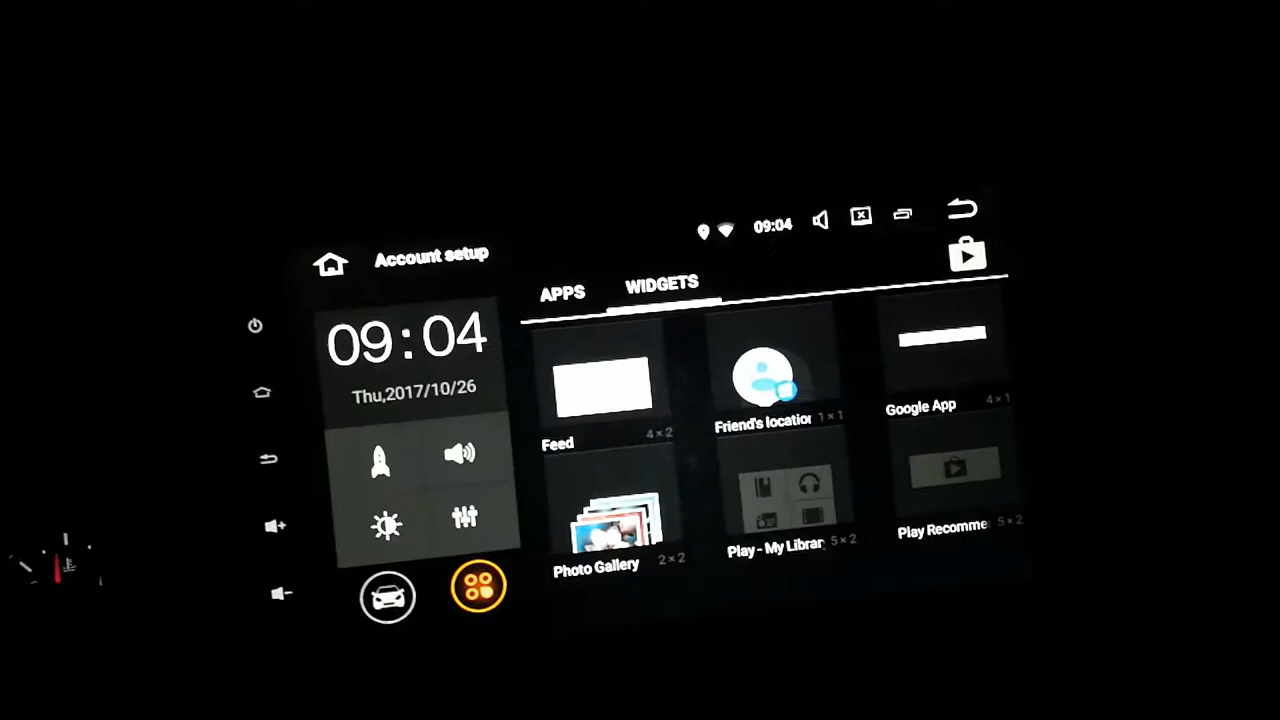 Account setup
09:04
APPS
WIDGETS
09:04
Thu,2017/10/26
Feed
4×2
Friend's location
1×1
Google App
4×1
Photo Gallery
2×2
Play - My Librar
5×2
Play Recomme
5×2